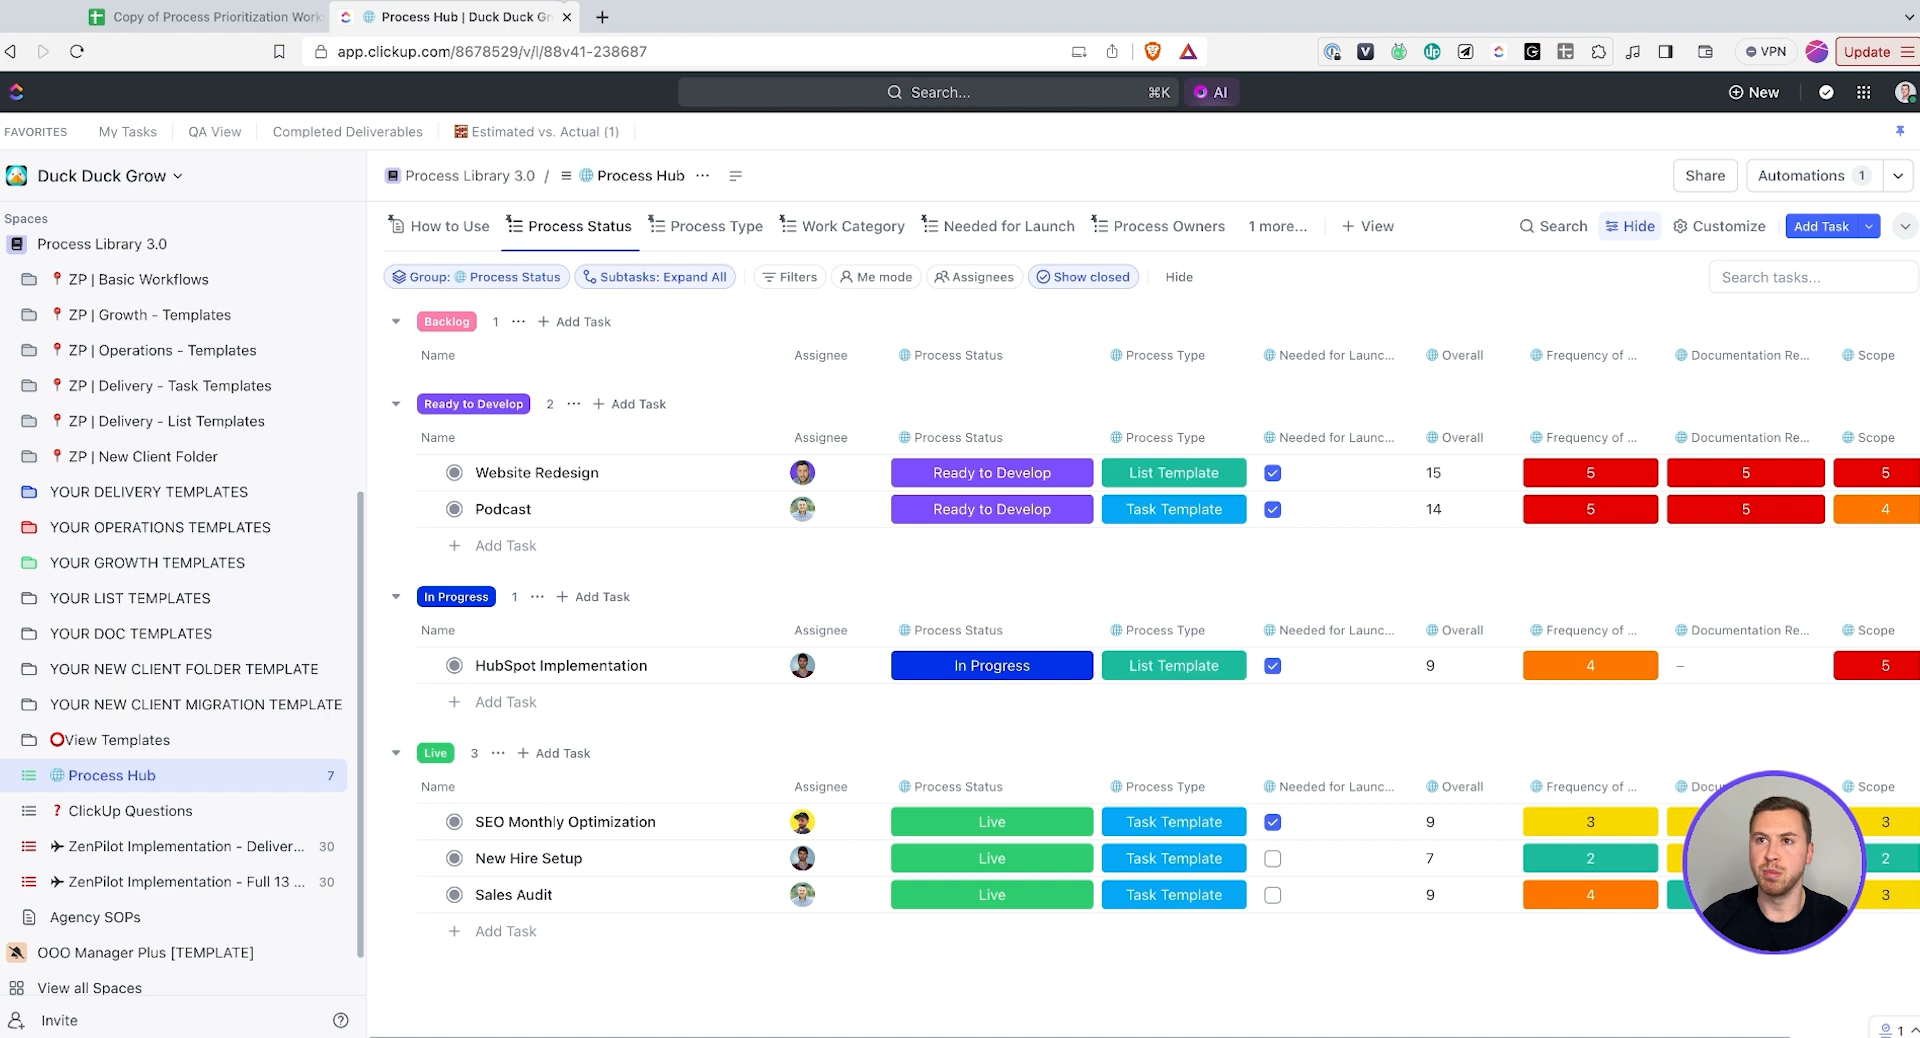 Copy of Process Prioritization Work
Process Hub | Duck Duck Gr
app.clickup.com/8678529/v/l/88v41-238687
VPN
Update
Search...
⌘K
AI
New
FAVORITES
My Tasks
QA View
Completed Deliverables
Estimated vs. Actual (1)
Duck Duck Grow
Process Library 3.0 / Process Hub ...
Share
Automations 1
Spaces
Process Library 3.0
ZP | Basic Workflows
ZP | Growth - Templates
ZP | Operations - Templates
ZP | Delivery - Task Templates
ZP | Delivery - List Templates
ZP | New Client Folder
YOUR DELIVERY TEMPLATES
YOUR OPERATIONS TEMPLATES
YOUR GROWTH TEMPLATES
YOUR LIST TEMPLATES
YOUR DOC TEMPLATES
YOUR NEW CLIENT FOLDER TEMPLATE
YOUR NEW CLIENT MIGRATION TEMPLATE
View Templates
Process Hub 7
? ClickUp Questions
ZenPilot Implementation - Deliver... 30
ZenPilot Implementation - Full 13 ... 30
Agency SOPs
OOO Manager Plus [TEMPLATE]
View all Spaces
Invite
How to Use Process Status Process Type Work Category Needed for Launch Process Owners 1 more... + View
Search Hide Customize Add Task
Group: Process Status Subtasks: Expand All Filters Me mode Assignees Show closed Hide
Search tasks...
Backlog 1 ... + Add Task
Name Assignee Process Status Process Type Needed for Launc... Overall Frequency of ... Documentation Re... Scope
Ready to Develop 2 ... + Add Task
Name Assignee Process Status Process Type Needed for Launc... Overall Frequency of ... Documentation Re... Scope
Website Redesign Ready to Develop List Template 15 5 5 5
Podcast Ready to Develop Task Template 14 5 5 4
+ Add Task
In Progress 1 ... + Add Task
Name Assignee Process Status Process Type Needed for Launc... Overall Frequency of ... Documentation Re... Scope
HubSpot Implementation In Progress List Template 9 4 – 5
+ Add Task
Live 3 ... + Add Task
Name Assignee Process Status Process Type Needed for Launc... Overall Frequency of ... Docu Scope
SEO Monthly Optimization Live Task Template 9 3 3
New Hire Setup Live Task Template 7 2 2
Sales Audit Live Task Template 9 4 3
+ Add Task
1